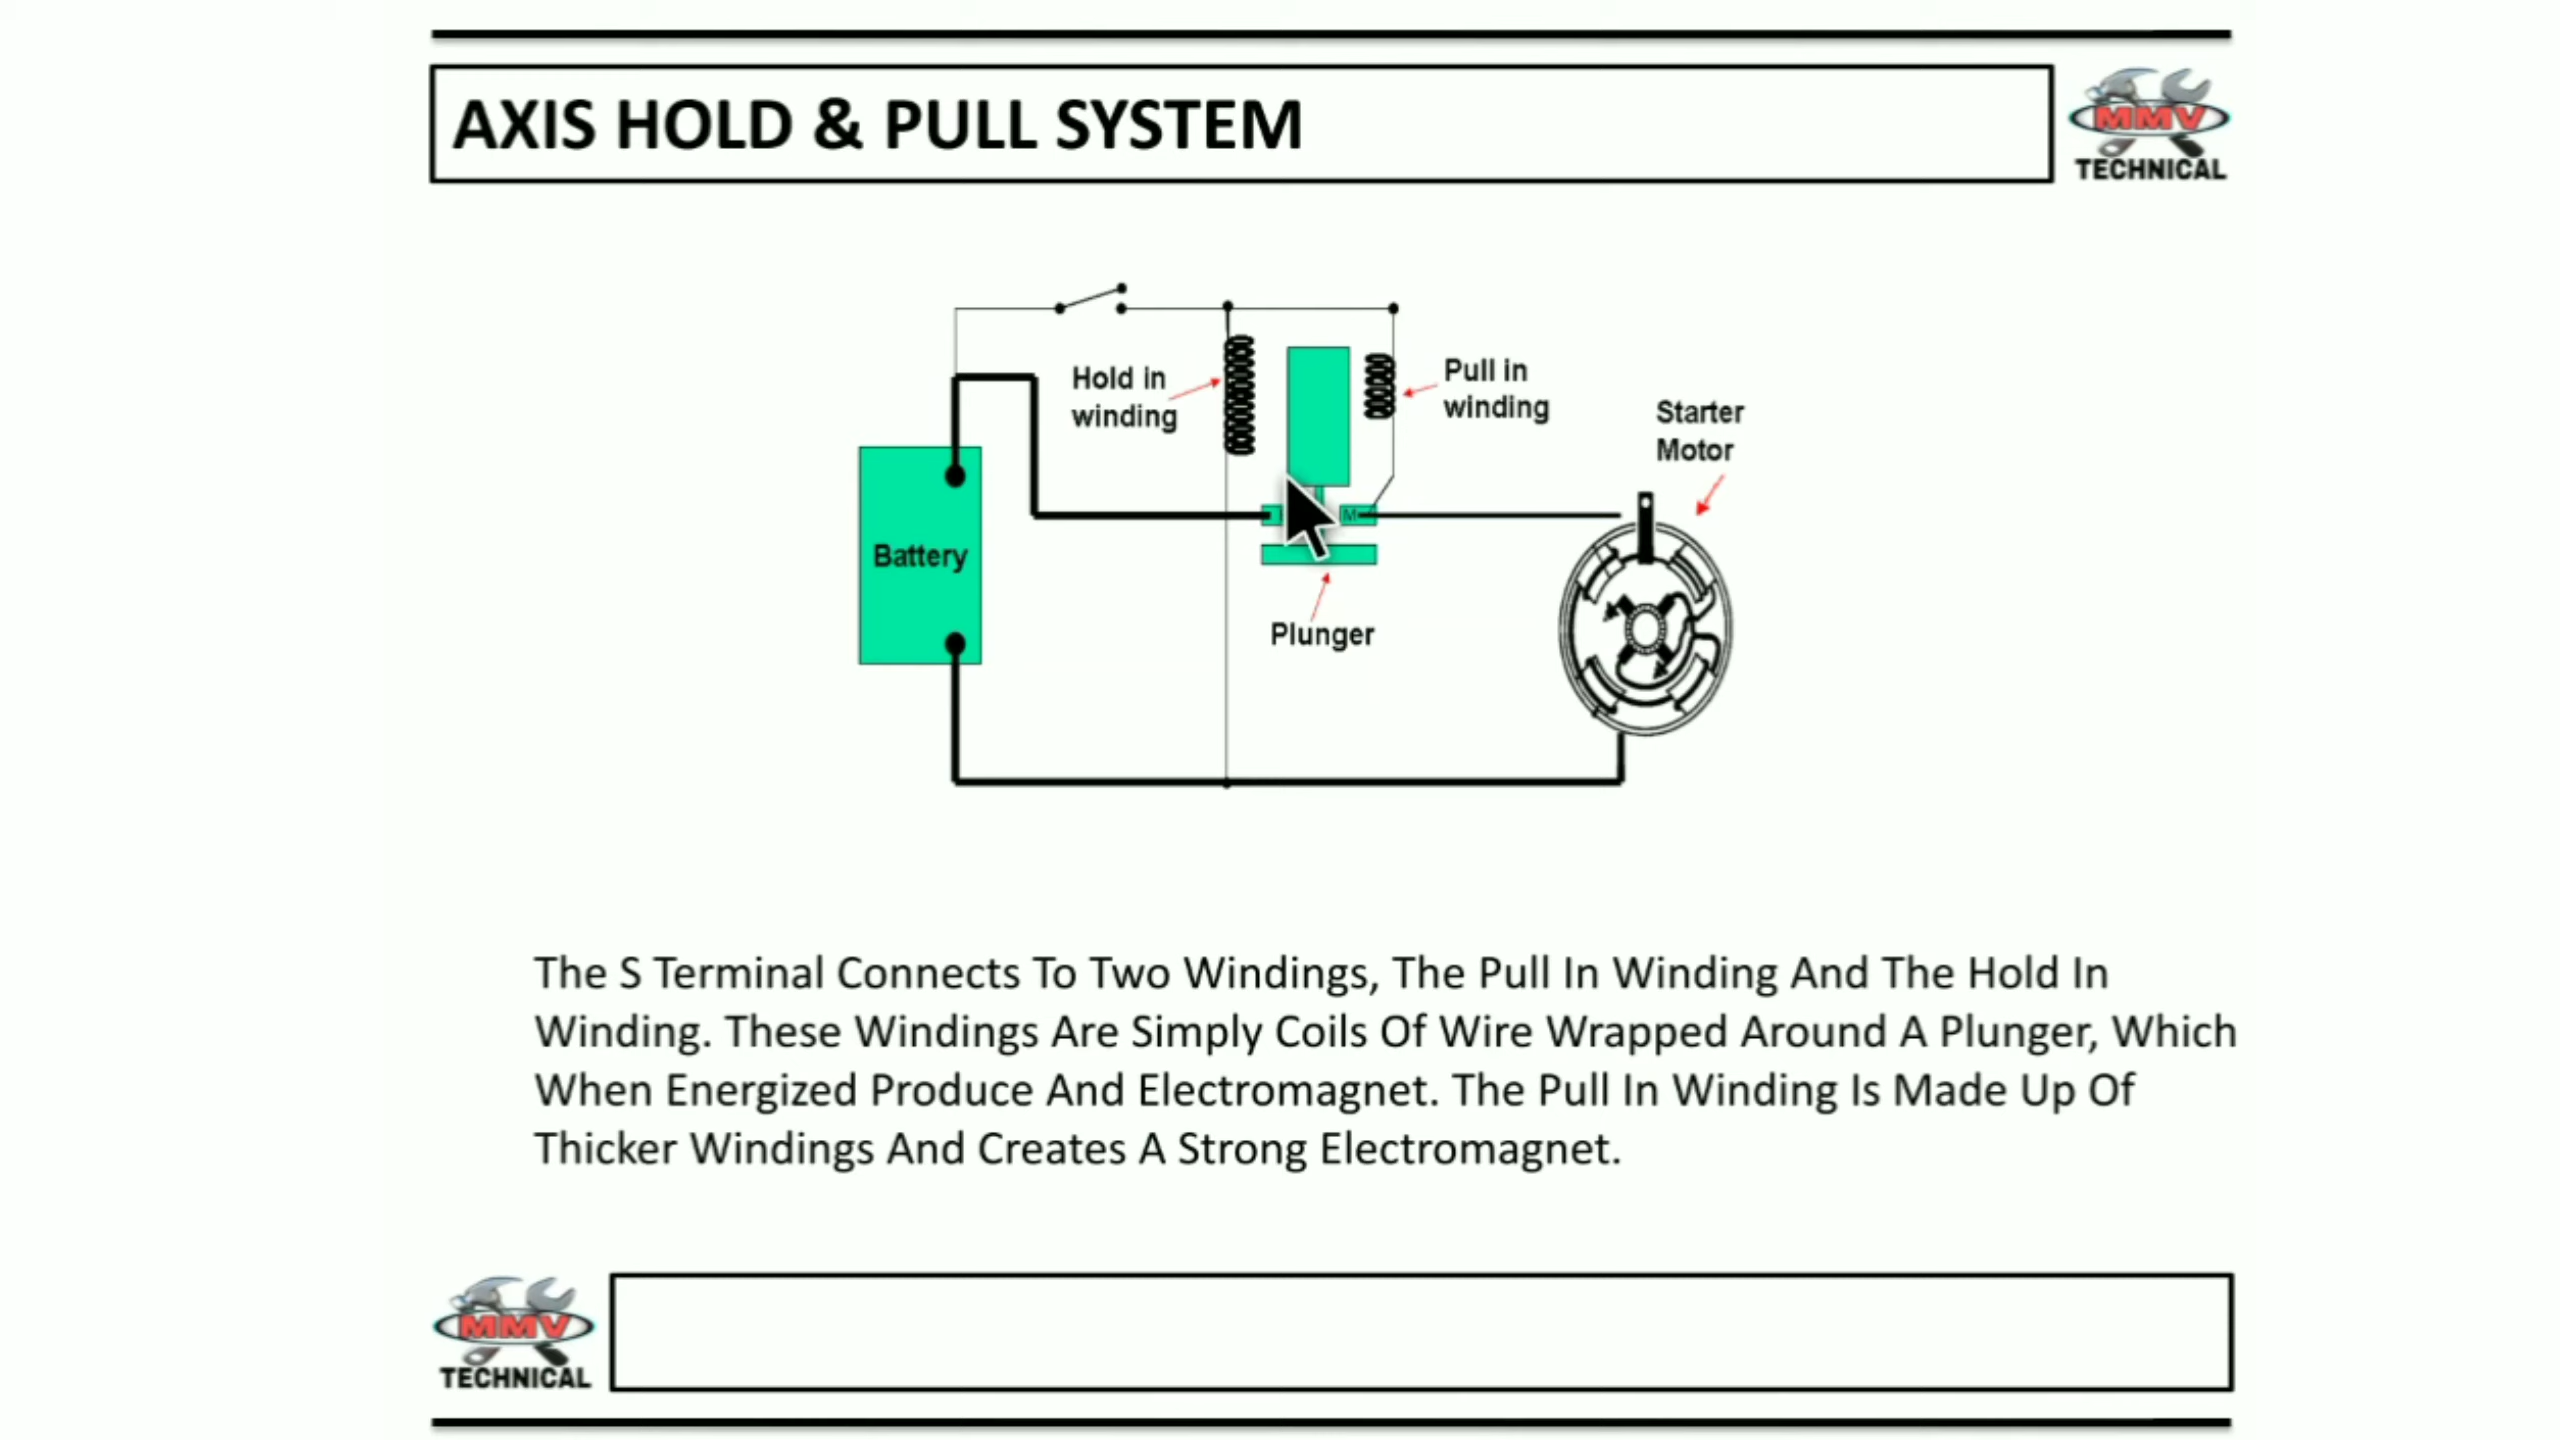 AXIS HOLD & PULL SYSTEM
MMV
TECHNICAL
Hold in
winding
Pull in
winding
Starter
Motor
M
Battery
Plunger
The S Terminal Connects To Two Windings, The Pull In Winding And The Hold In
Winding. These Windings Are Simply Coils Of Wire Wrapped Around A Plunger, Which
When Energized Produce And Electromagnet. The Pull In Winding Is Made Up Of
Thicker Windings And Creates A Strong Electromagnet.
MMV
TECHNICAL